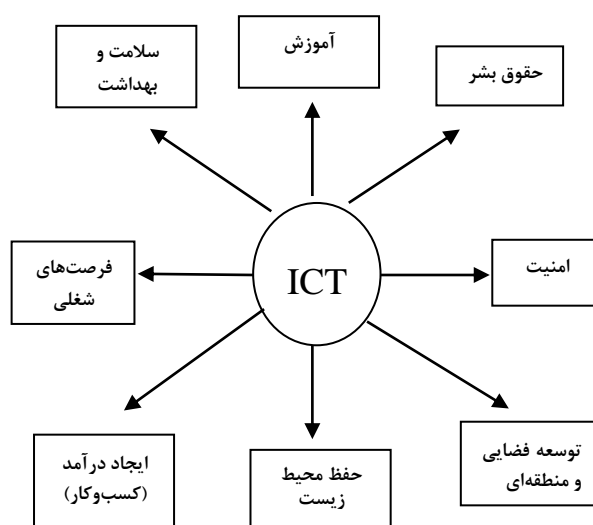 آموزش
حقوق بشر
سلامت و
بهداشت
امنیت
ICT
فرصت‌های
شغلی
توسعه فضایی
و منطقه‌ای
حفظ محیط
زیست
ایجاد درآمد
(کسب‌وکار)